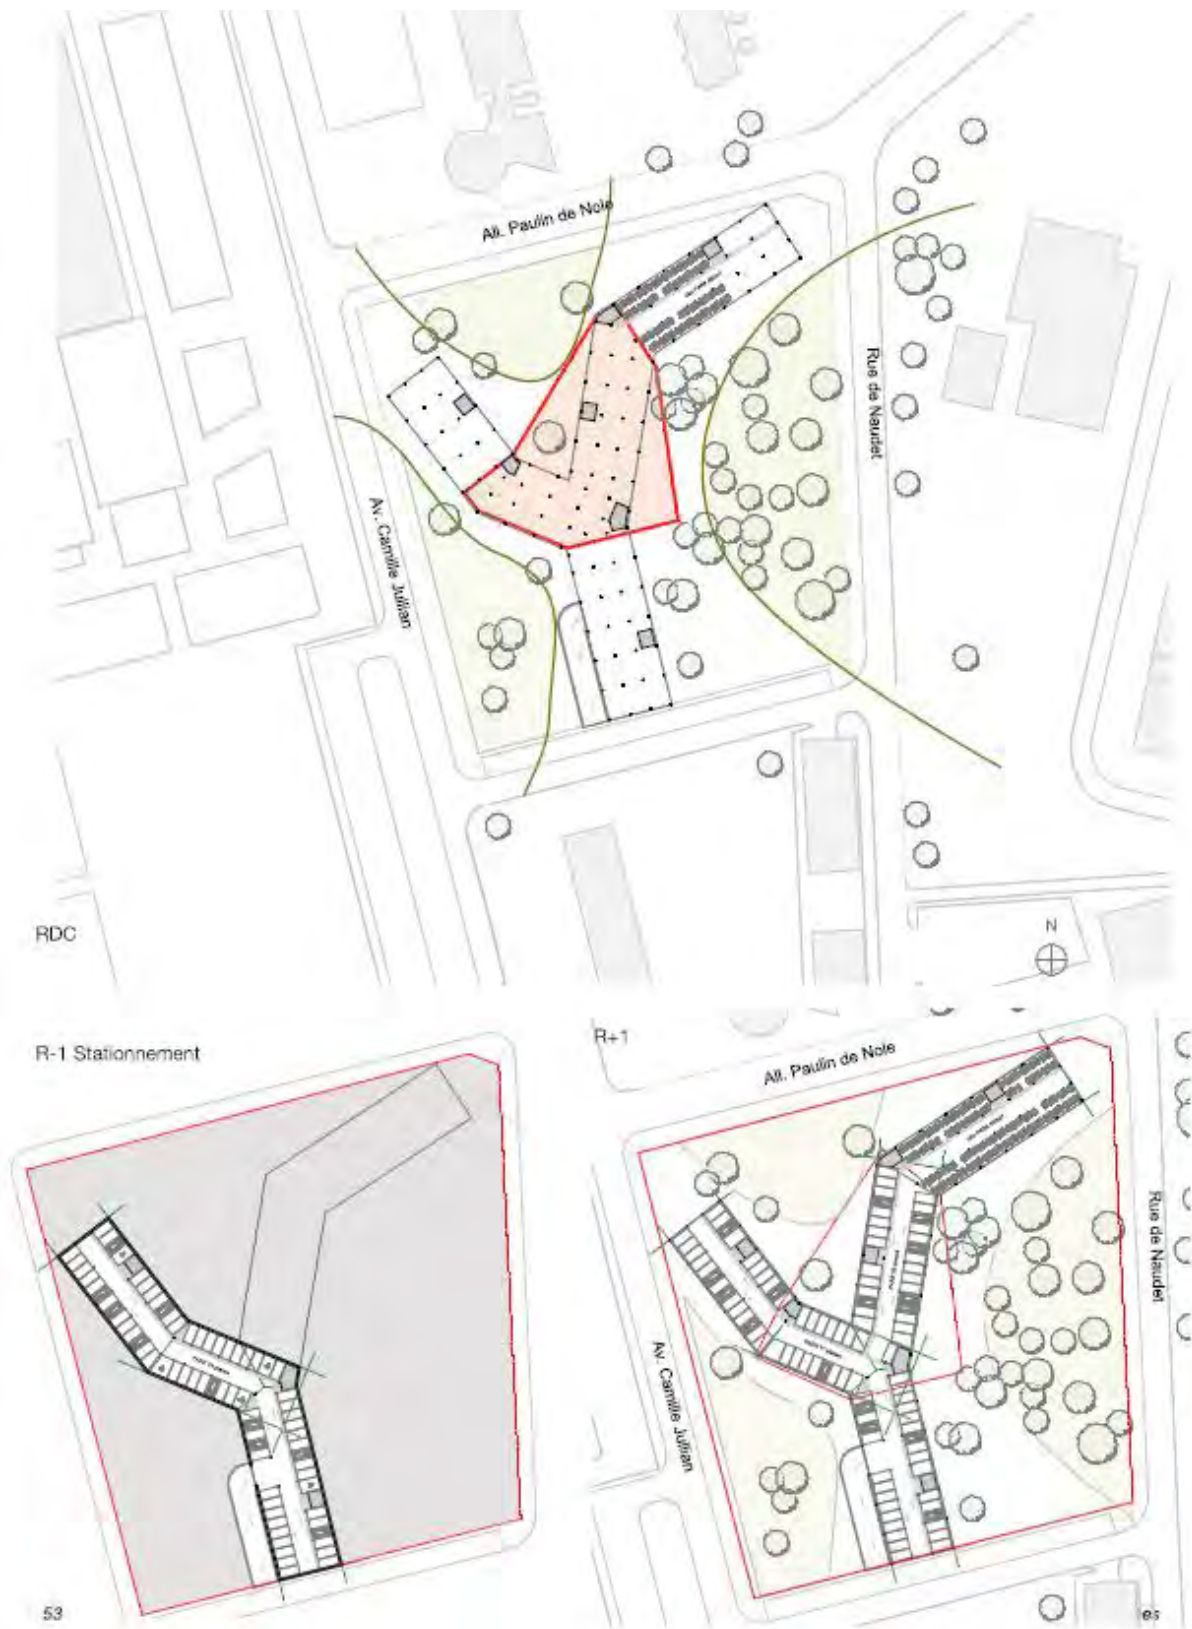 All. Paulin de Nole
Rue de Naudet
Av. Camille Jullian
RDC
N
R-1 Stationnement
R+1
All. Paulin de Nole
Rue de Naudet
Av. Camille Jullian
53
es